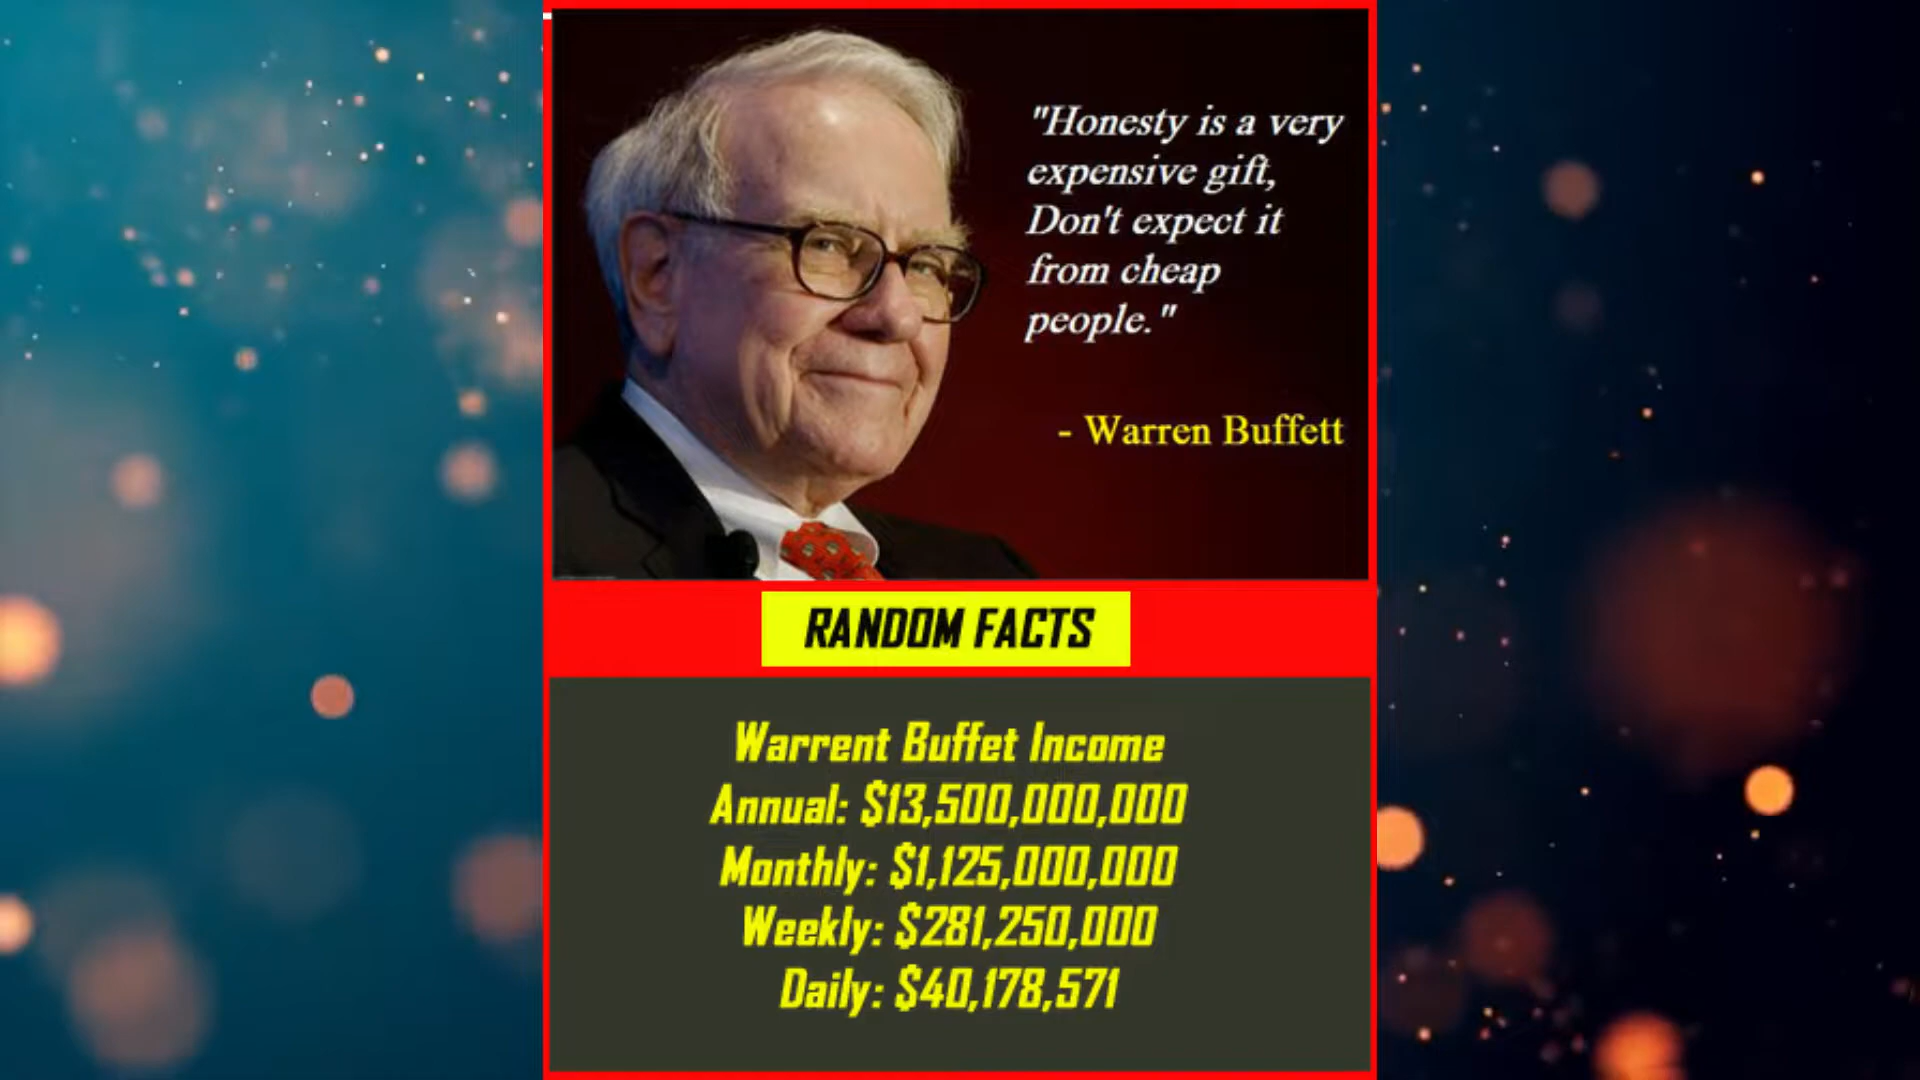 "Honesty is a very
expensive gift,
Don't expect it
from cheap
people."
- Warren Buffett
RANDOM FACTS
Warrent Buffet Income
Annual: $13,500,000,000
Monthly: $1,125,000,000
Weekly: $281,250,000
Daily: $40,178,571